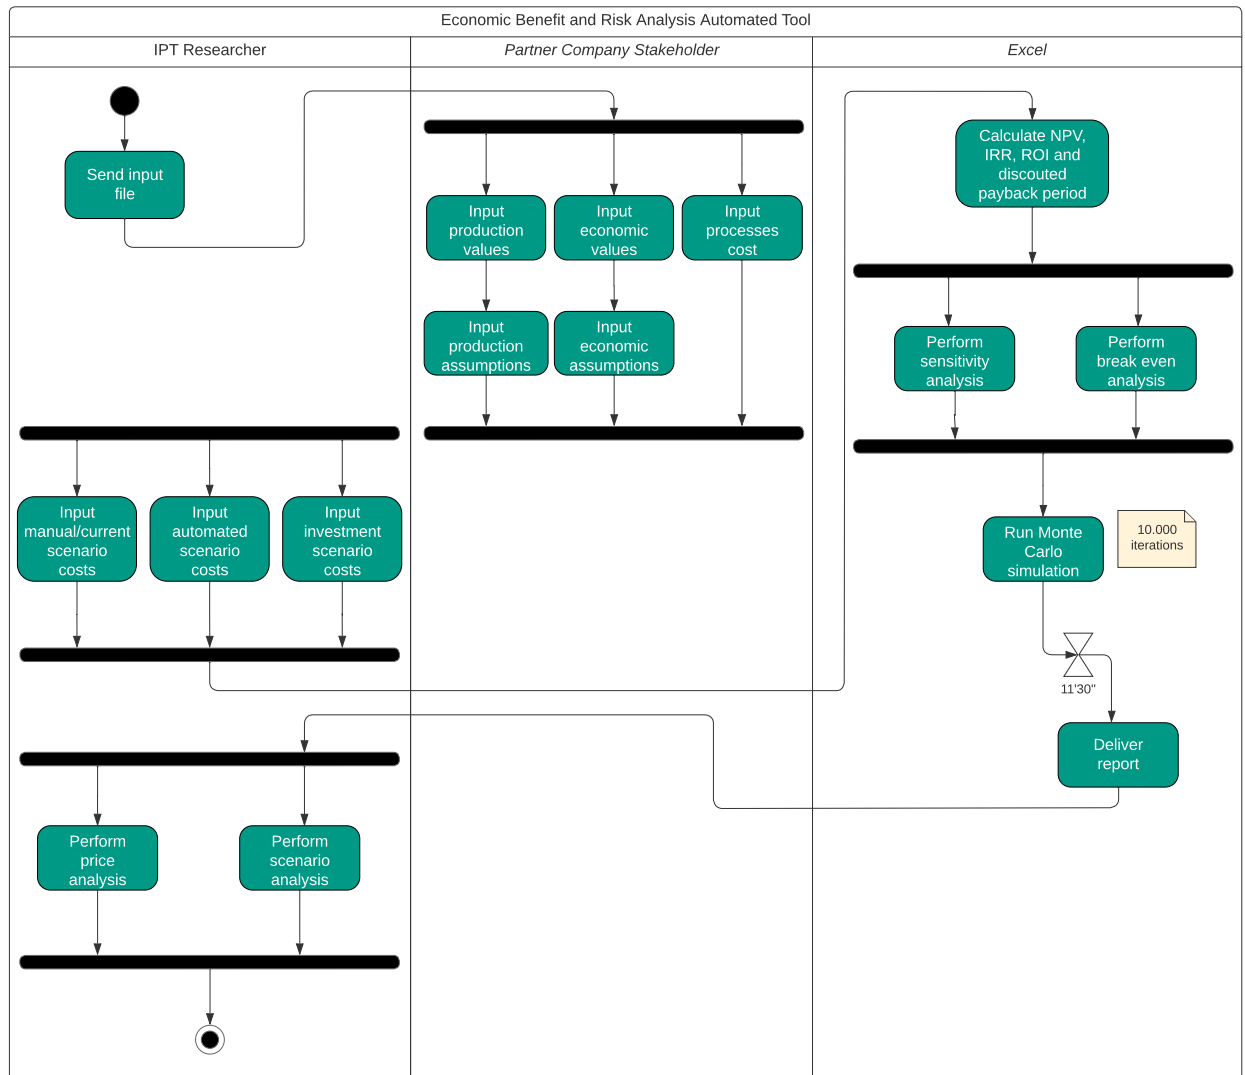 Economic Benefit and Risk Analysis Automated Tool
IPT Researcher
Partner Company Stakeholder
Excel
Send input
file
Input
production
values
Input
economic
values
Input
processes
cost
Input
production
assumptions
Input
economic
assumptions
Input
manual/current
scenario
costs
Input
automated
scenario
costs
Input
investment
scenario
costs
Calculate NPV,
IRR, ROI and
discouted
payback period
Perform
sensitivity
analysis
Perform
break even
analysis
Run Monte
Carlo
simulation
10.000
iterations
11'30"
Deliver
report
Perform
price
analysis
Perform
scenario
analysis